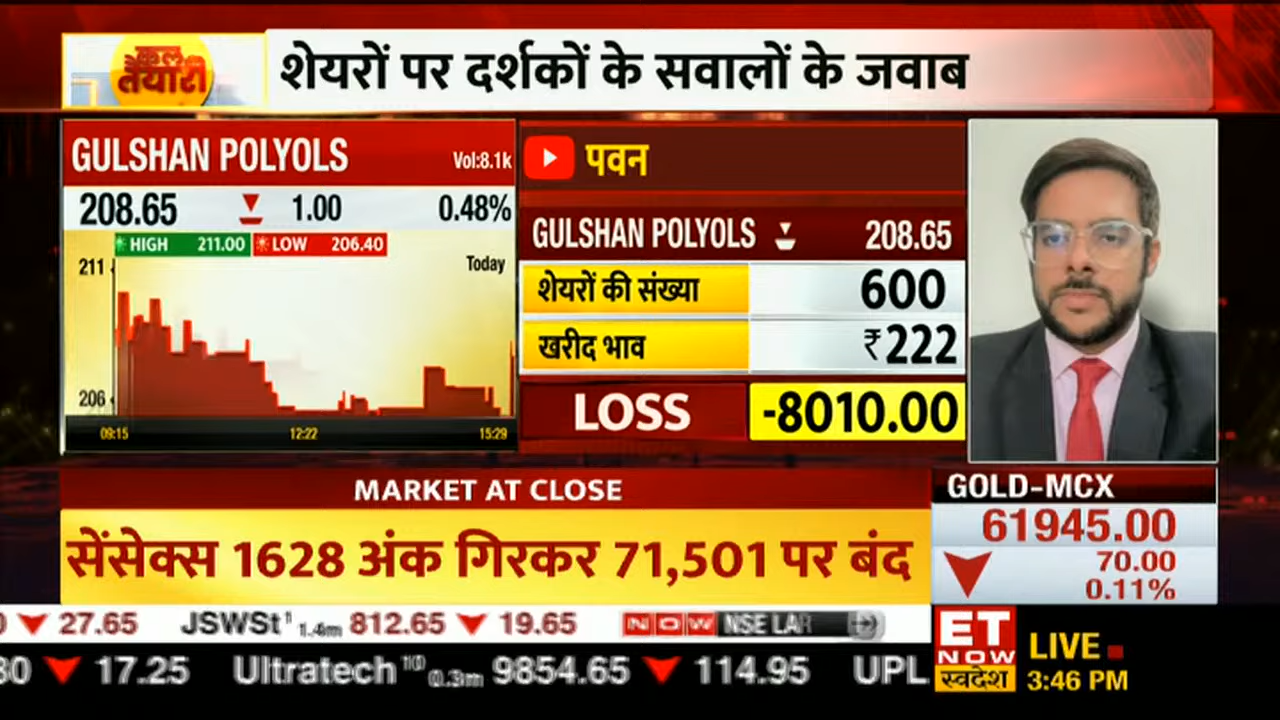 कल की तैयारी
शेयरों पर दर्शकों के सवालों के जवाब
GULSHAN POLYOLS Vol:8.1k
208.65 1.00 0.48%
HIGH 211.00 LOW 206.40
Today
211
206
09:15 12:22 15:29
पवन
GULSHAN POLYOLS 208.65
शेयरों की संख्या 600
खरीद भाव ₹222
LOSS -8010.00
MARKET AT CLOSE
सेंसेक्स 1628 अंक गिरकर 71,501 पर बंद
GOLD-MCX
61945.00
70.00
0.11%
27.65 JSWSt 1.4m 812.65 19.65 NOW NSE LAR
17.25 Ultratech 0.3m 9854.65 114.95 UPL
ET
NOW
स्वदेश
LIVE
3:46 PM